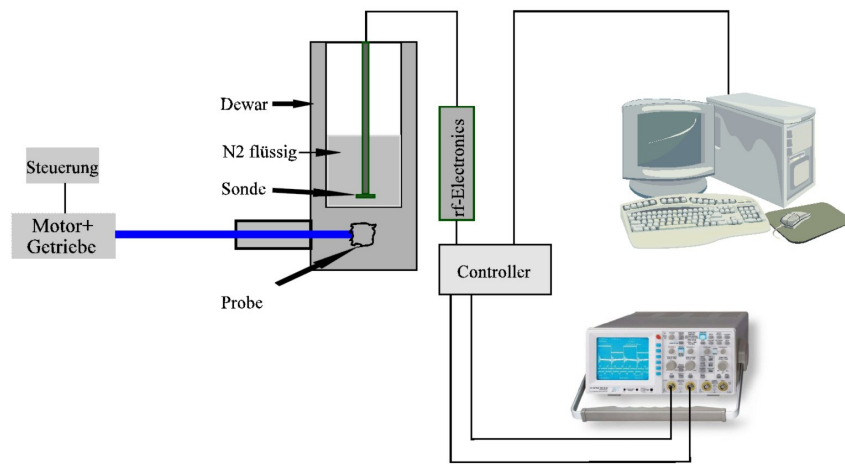 Dewar
N2 flüssig
Sonde
Steuerung
Motor+
Getriebe
Probe
rf-Electronics
Controller